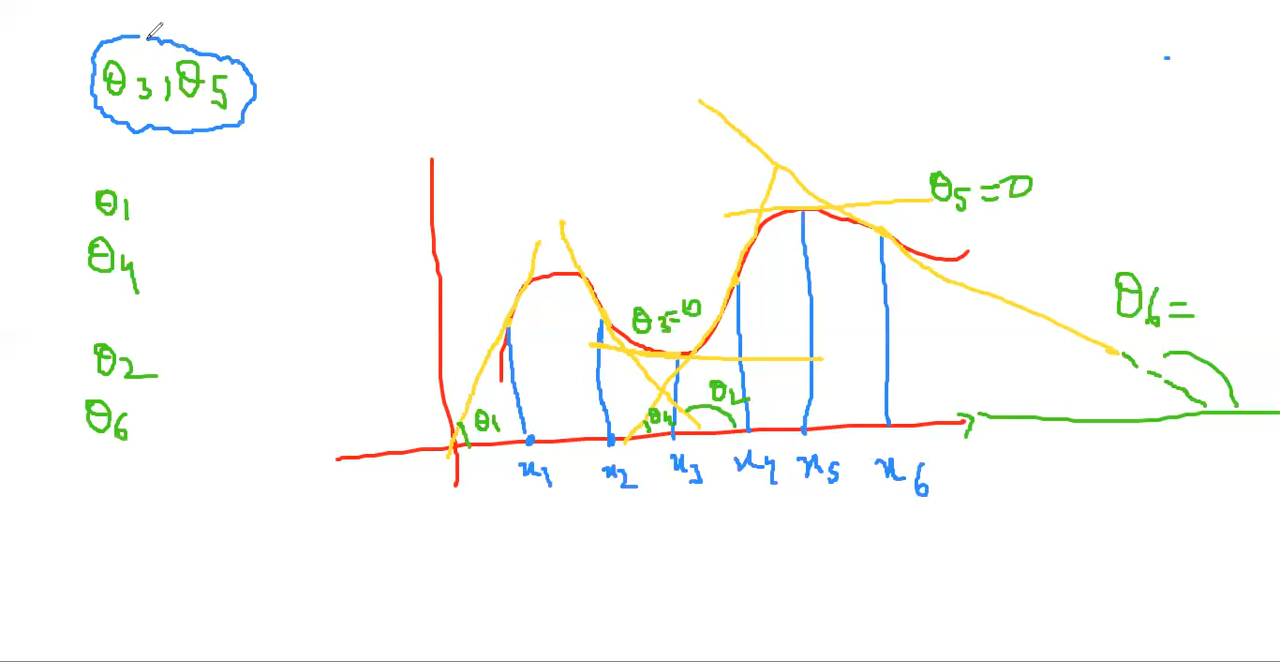 θ3, θ5
θ1
θ4
θ2
θ6
θ5 = 0
θ6 =
θ3 = 0
θ1
θ4
θ2
x1 x2 x3 x4 x5 x6